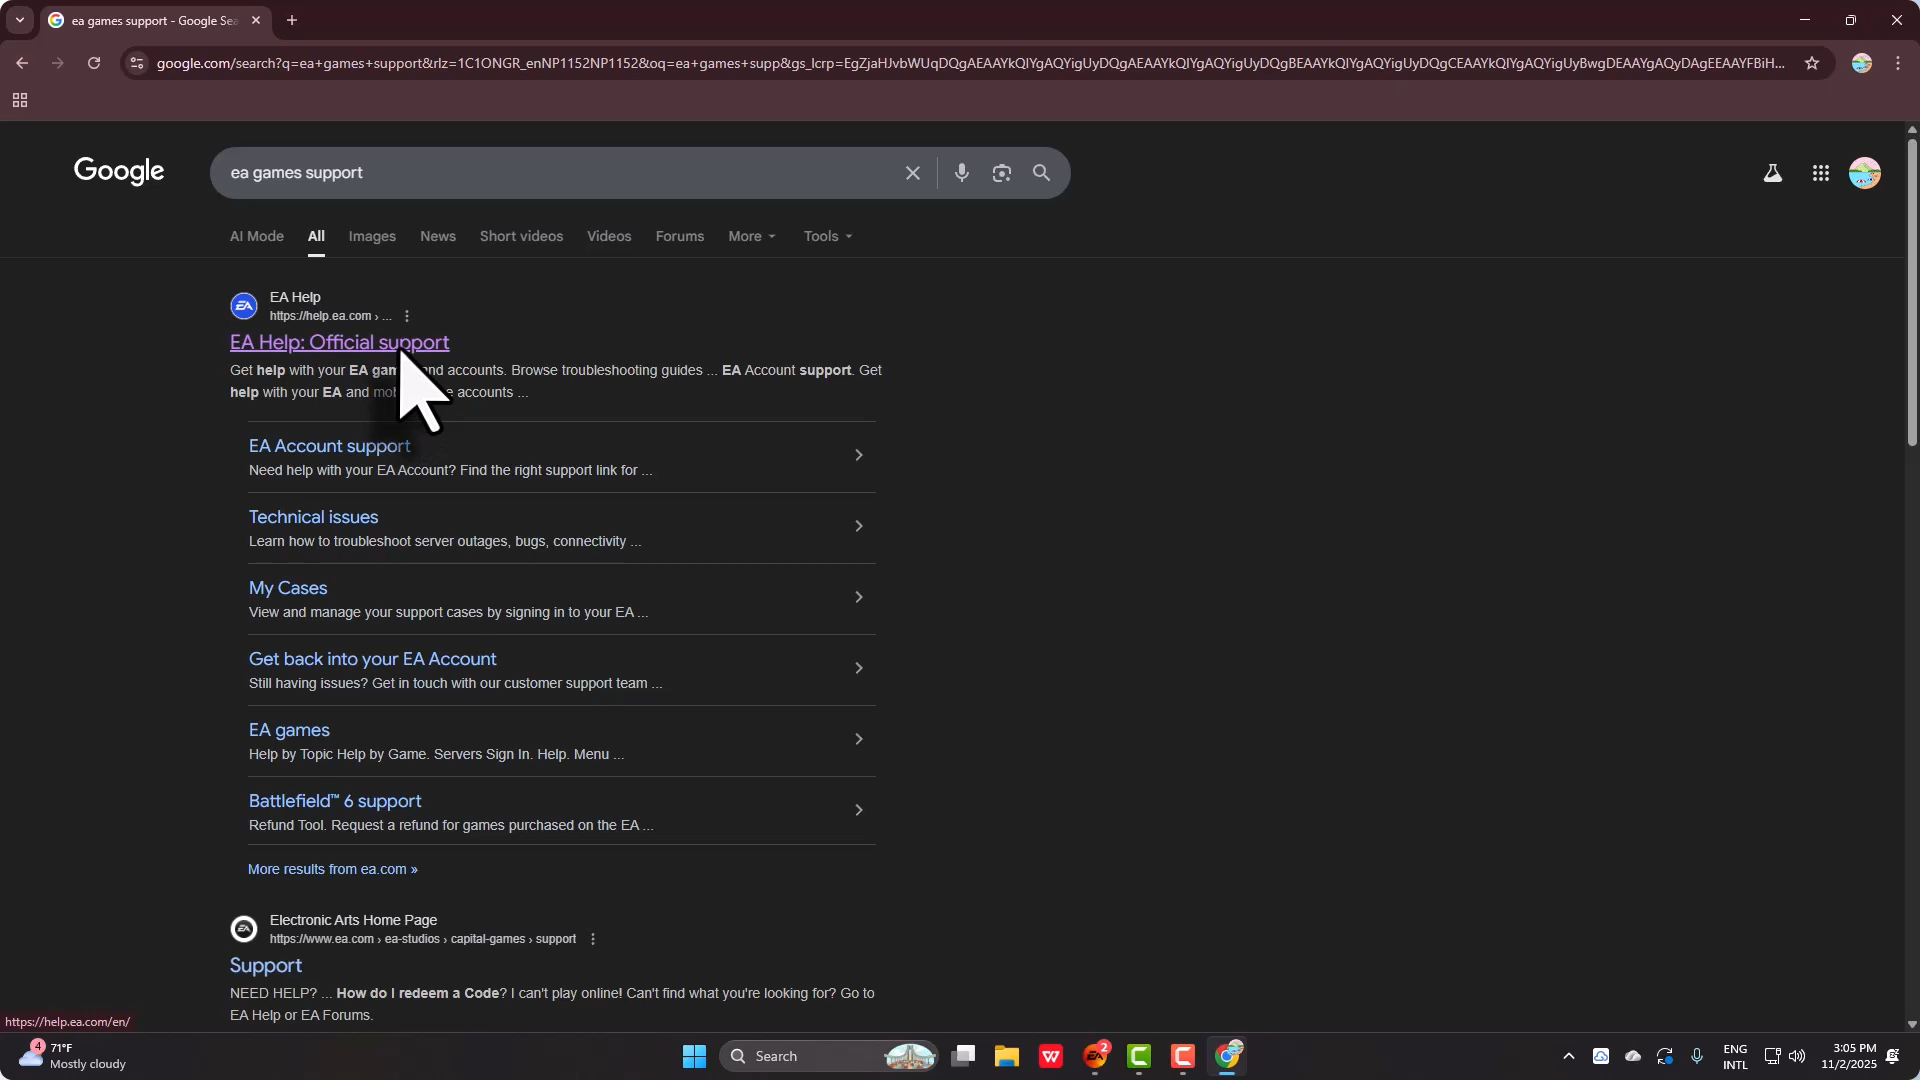 ea games support - Google Sea
google.com/search?q=ea+games+support&rlz=1C1ONGR_enNP1152NP1152&oq=ea+games+supp&gs_lcrp=EgZjaHJvbWUqDQgAEAAYkQIYgAQYigUyDQgAEAAYkQIYgAQYigUyDQgBEAAYkQIYgAQYigUyDQgCEAAYkQIYgAQYigUyBwgDEAAYgAQyDAgEEAAYFBiH...
Google
ea games support
AI Mode All Images News Short videos Videos Forums More Tools
EA Help
https://help.ea.com › ...
EA Help: Official support
Get help with your EA and accounts. Browse troubleshooting guides ... EA Account support. Get
help with your EA and accounts ...
EA Account support
Need help with your EA Account? Find the right support link for ...
Technical issues
Learn how to troubleshoot server outages, bugs, connectivity ...
My Cases
View and manage your support cases by signing in to your EA ...
Get back into your EA Account
Still having issues? Get in touch with our customer support team ...
EA games
Help by Topic Help by Game. Servers Sign In. Help. Menu ...
Battlefield™ 6 support
Refund Tool. Request a refund for games purchased on the EA ...
More results from ea.com »
EA
Electronic Arts Home Page
https://www.ea.com › ea-studios › capital-games › support
Support
NEED HELP? ... How do I redeem a Code? I can't play online! Can't find what you're looking for? Go to
EA Help or EA Forums.
https://help.ea.com/en/
4
71°F
Mostly cloudy
Search
W
EA
2
ENG
INTL
3:05 PM
11/2/2025